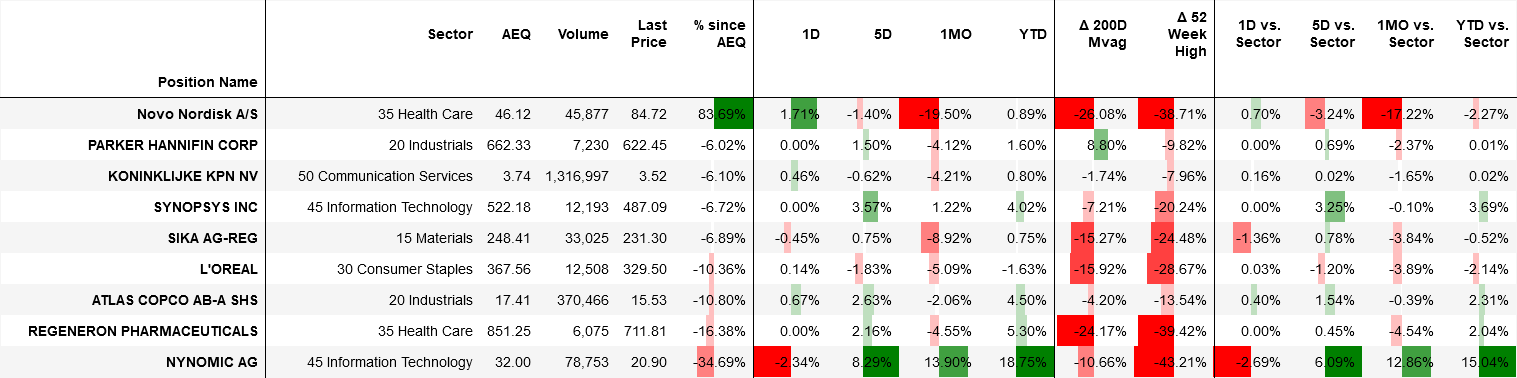 Position Name Sector AEQ Volume Last Price % since AEQ 1D 5D 1MO YTD Δ 200D Mvag Δ 52 Week High 1D vs. Sector 5D vs. Sector 1MO vs. Sector YTD vs. Sector
Novo Nordisk A/S 35 Health Care 46.12 45,877 84.72 83.69% 1.71% -1.40% -19.50% 0.89% -26.08% -38.71% 0.70% -3.24% -17.22% -2.27%
PARKER HANNIFIN CORP 20 Industrials 662.33 7,230 622.45 -6.02% 0.00% 1.50% -4.12% 1.60% 8.80% -9.82% 0.00% 0.69% -2.37% 0.01%
KONINKLIJKE KPN NV 50 Communication Services 3.74 1,316,997 3.52 -6.10% 0.46% -0.62% -4.21% 0.80% -1.74% -7.96% 0.16% 0.02% -1.65% 0.02%
SYNOPSYS INC 45 Information Technology 522.18 12,193 487.09 -6.72% 0.00% 3.57% 1.22% 4.02% -7.21% -20.24% 0.00% 3.25% -0.10% 3.69%
SIKA AG-REG 15 Materials 248.41 33,025 231.30 -6.89% -0.45% 0.75% -8.92% 0.75% -15.27% -24.48% -1.36% 0.78% -3.84% -0.52%
L'OREAL 30 Consumer Staples 367.56 12,508 329.50 -10.36% 0.14% -1.83% -5.09% -1.63% -15.92% -28.67% 0.03% -1.20% -3.89% -2.14%
ATLAS COPCO AB-A SHS 20 Industrials 17.41 370,466 15.53 -10.80% 0.67% 2.63% -2.06% 4.50% -4.20% -13.54% 0.40% 1.54% -0.39% 2.31%
REGENERON PHARMACEUTICALS 35 Health Care 851.25 6,075 711.81 -16.38% 0.00% 2.16% -4.55% 5.30% -24.17% -39.42% 0.00% 0.45% -4.54% 2.04%
NYNOMIC AG 45 Information Technology 32.00 78,753 20.90 -34.69% -2.34% 8.29% 13.90% 18.75% -10.66% -43.21% -2.69% 6.09% 12.86% 15.04%